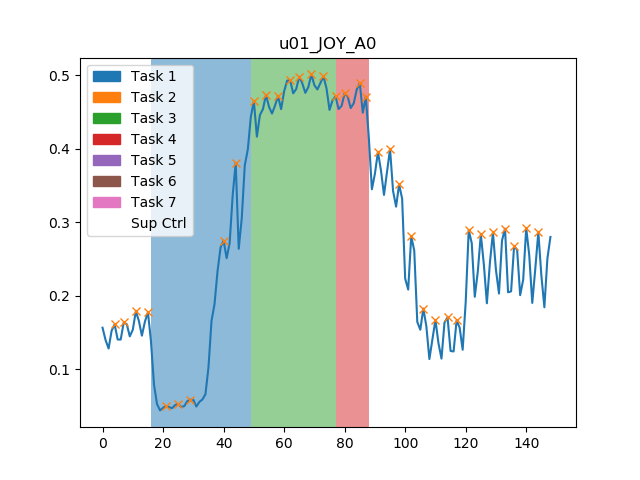 u01_JOY_A0
Task 1
Task 2
Task 3
Task 4
Task 5
Task 6
Task 7
Sup Ctrl
0.5
0.4
0.3
0.2
0.1
0 20 40 60 80 100 120 140